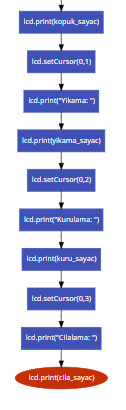 lcd.print(kopuk_sayac)
lcd.setCursor(0,1)
lcd.print("Yikama: ")
lcd.print(yikama_sayac)
lcd.setCursor(0,2)
lcd.print("Kurulama: ")
lcd.print(kuru_sayac)
lcd.setCursor(0,3)
lcd.print("Cilalama: ")
lcd.print(cila_sayac)